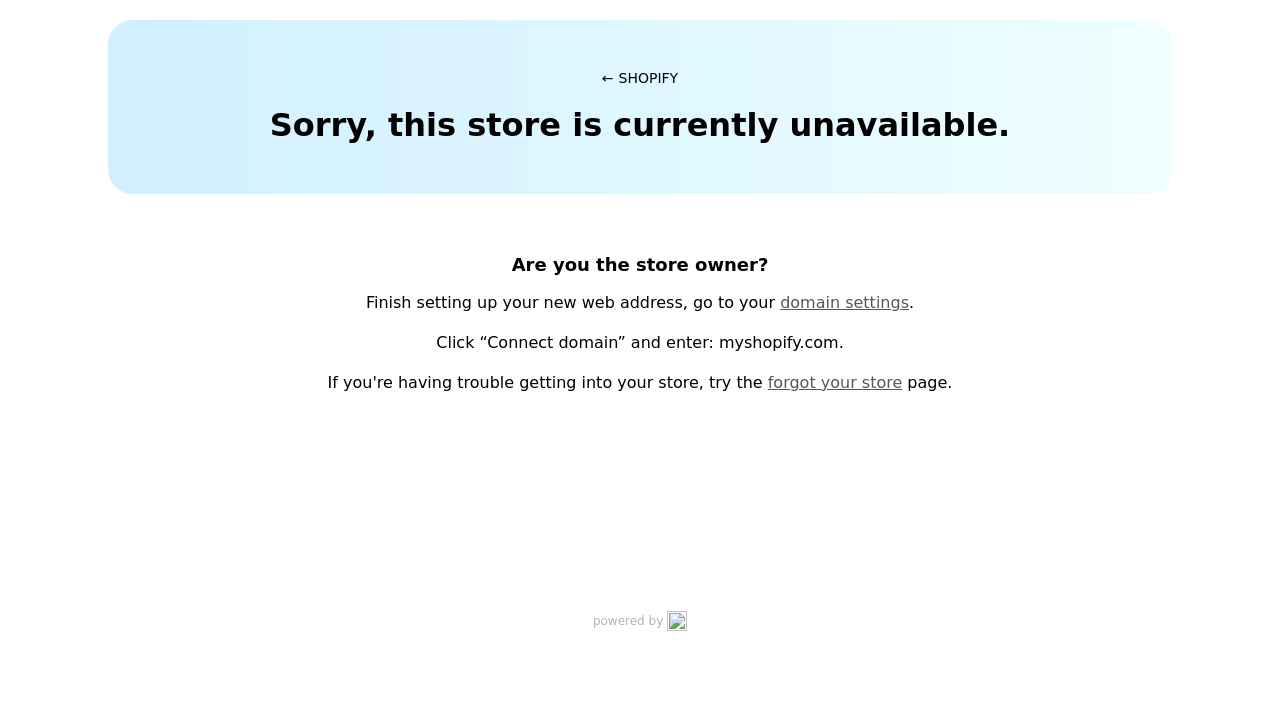 ← SHOPIFY
Sorry, this store is currently unavailable.
Are you the store owner?
Finish setting up your new web address, go to your domain settings.
Click “Connect domain” and enter: myshopify.com.
If you're having trouble getting into your store, try the forgot your store page.
powered by